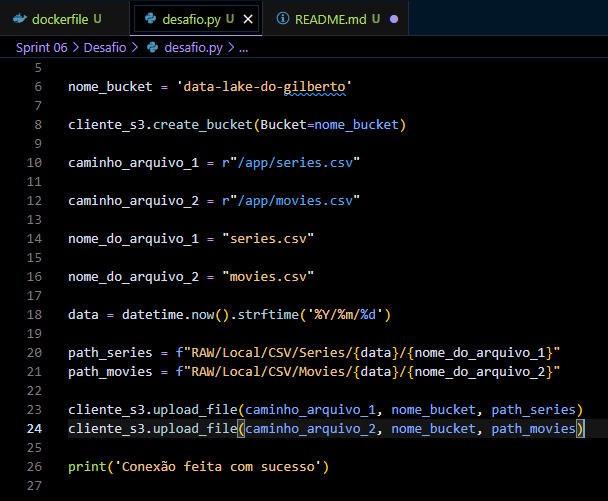 dockerfile U desafio.py U × README.md U
Sprint 06 > Desafio > desafio.py > ...
5
6 nome_bucket = 'data-lake-do-gilberto'
7
8 cliente_s3.create_bucket(Bucket=nome_bucket)
9
10 caminho_arquivo_1 = r"/app/series.csv"
11
12 caminho_arquivo_2 = r"/app/movies.csv"
13
14 nome_do_arquivo_1 = "series.csv"
15
16 nome_do_arquivo_2 = "movies.csv"
17
18 data = datetime.now().strftime('%Y/%m/%d')
19
20 path_series = f"RAW/Local/CSV/Series/{data}/{nome_do_arquivo_1}"
21 path_movies = f"RAW/Local/CSV/Movies/{data}/{nome_do_arquivo_2}"
22
23 cliente_s3.upload_file(caminho_arquivo_1, nome_bucket, path_series)
24 cliente_s3.upload_file(caminho_arquivo_2, nome_bucket, path_movies)
25
26 print('Conexão feita com sucesso')
27